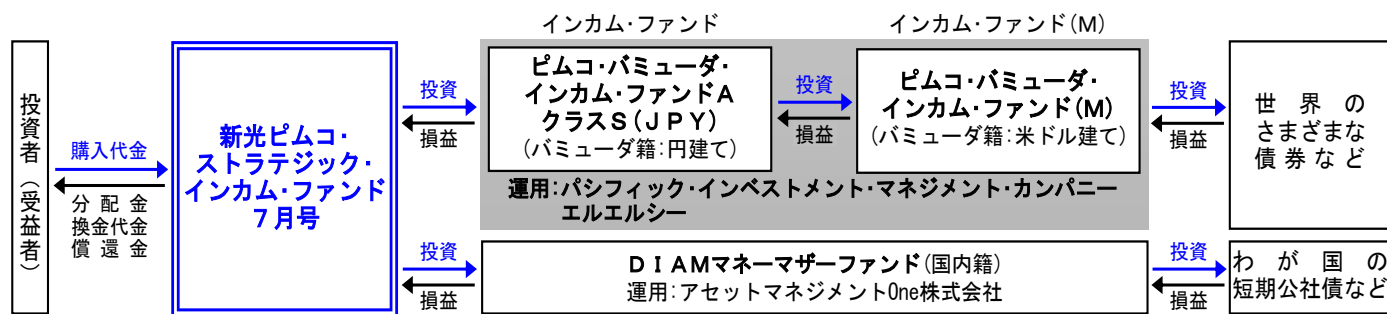 インカム・ファンド
インカム・ファンド(M)
投資者(受益者)
購入代金
分配金
換金代金
償還金
新光ピムコ・
ストラテジック・
インカム・ファンド
7月号
投資
損益
ピムコ・バミューダ・
インカム・ファンドA
クラスS(JPY)
(バミューダ籍:円建て)
投資
損益
ピムコ・バミューダ・
インカム・ファンド(M)
(バミューダ籍:米ドル建て)
投資
損益
世界の
さまざまな
債券など
運用:パシフィック・インベストメント・マネジメント・カンパニー
エルエルシー
投資
損益
DIAMマネーマザーファンド(国内籍)
運用:アセットマネジメントOne株式会社
投資
損益
わが国の
短期公社債など